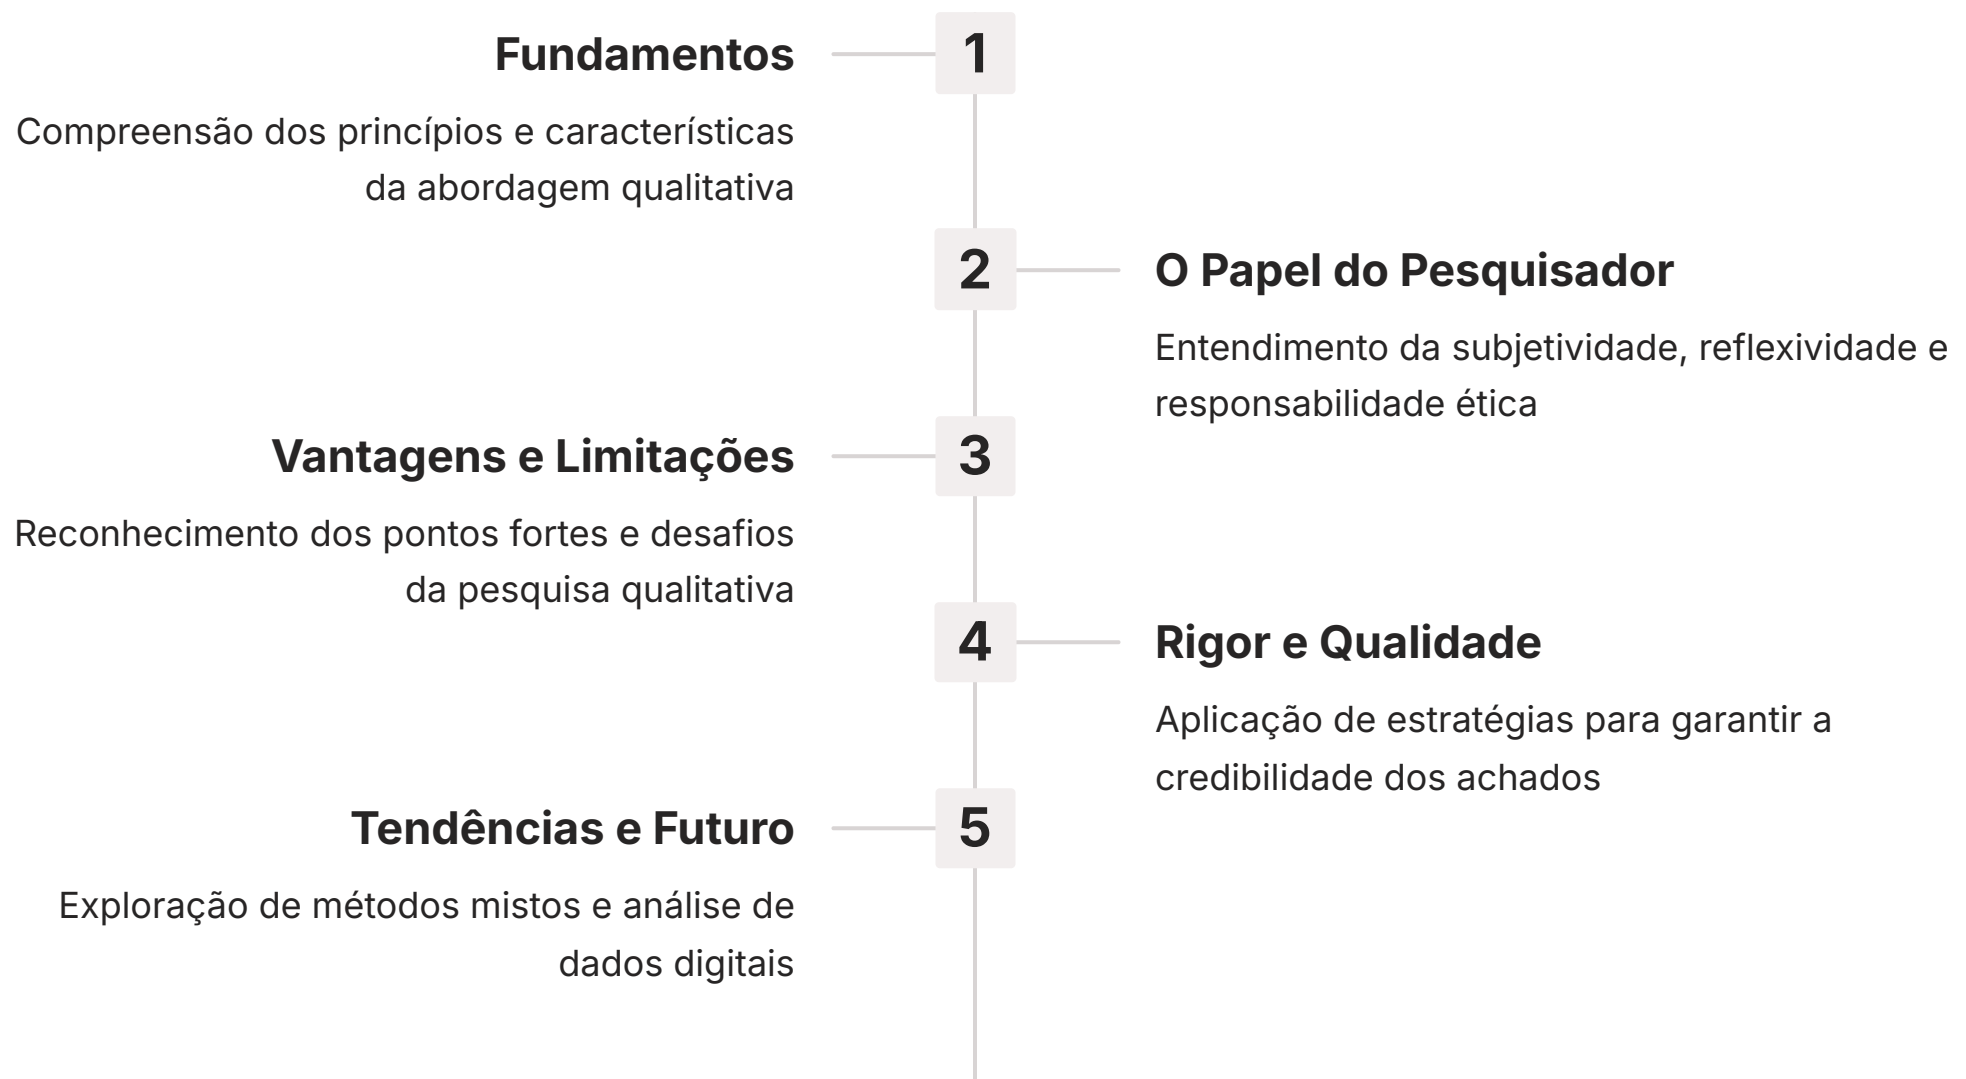 1
Fundamentos
Compreensão dos princípios e características
da abordagem qualitativa
2
O Papel do Pesquisador
Entendimento da subjetividade, reflexividade e
responsabilidade ética
3
Vantagens e Limitações
Reconhecimento dos pontos fortes e desafios
da pesquisa qualitativa
4
Rigor e Qualidade
Aplicação de estratégias para garantir a
credibilidade dos achados
5
Tendências e Futuro
Exploração de métodos mistos e análise de
dados digitais